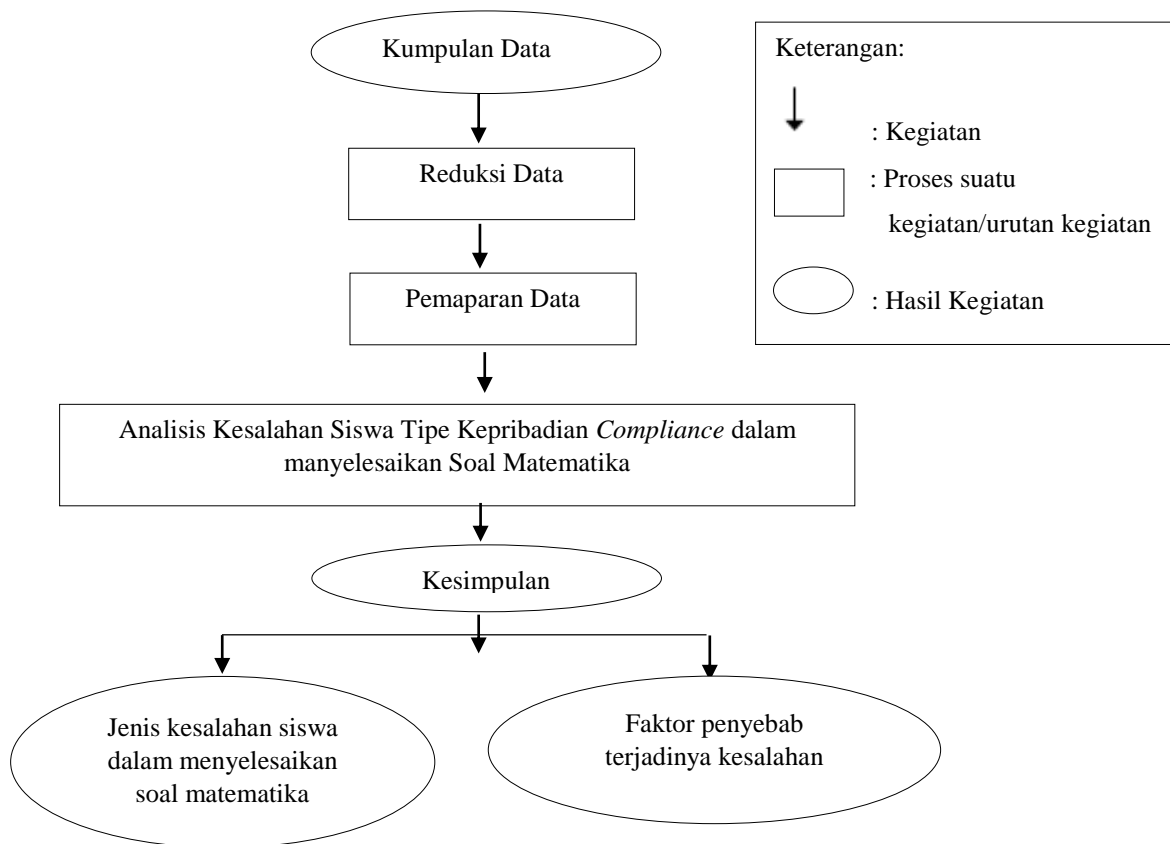 Kumpulan Data
Reduksi Data
Pemaparan Data
Analisis Kesalahan Siswa Tipe Kepribadian Compliance dalam
manyelesaikan Soal Matematika
Kesimpulan
Jenis kesalahan siswa
dalam menyelesaikan
soal matematika
Faktor penyebab
terjadinya kesalahan
Keterangan:
: Kegiatan
: Proses suatu
kegiatan/urutan kegiatan
: Hasil Kegiatan